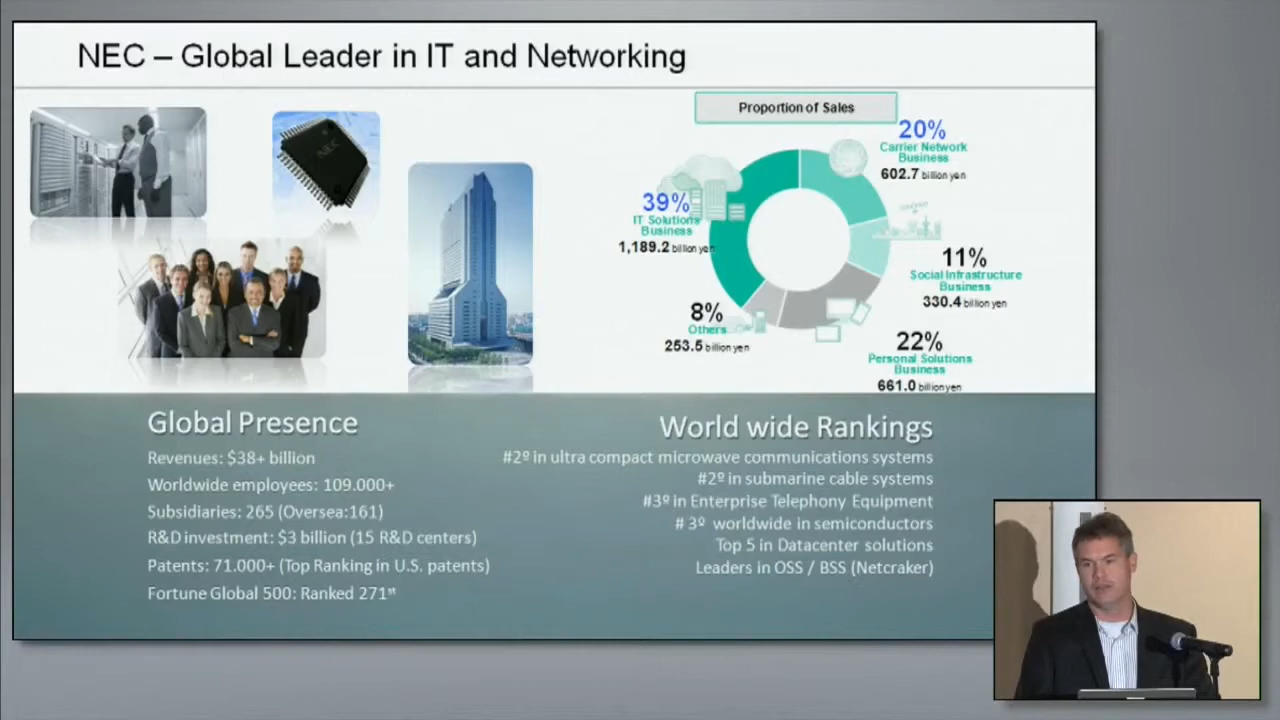 NEC – Global Leader in IT and Networking
NEC
Proportion of Sales
20%
Carrier Network
Business
602.7 billion yen
39%
IT Solutions
Business
1,189.2 billion yen
11%
Social Infrastructure
Business
330.4 billion yen
8%
Others
253.5 billion yen
22%
Personal Solutions
Business
661.0 billion yen
Global Presence
Revenues: $38+ billion
Worldwide employees: 109.000+
Subsidiaries: 265 (Oversea:161)
R&D investment: $3 billion (15 R&D centers)
Patents: 71.000+ (Top Ranking in U.S. patents)
Fortune Global 500: Ranked 271st
World wide Rankings
#2º in ultra compact microwave communications systems
#2º in submarine cable systems
#3º in Enterprise Telephony Equipment
# 3º worldwide in semiconductors
Top 5 in Datacenter solutions
Leaders in OSS / BSS (Netcraker)